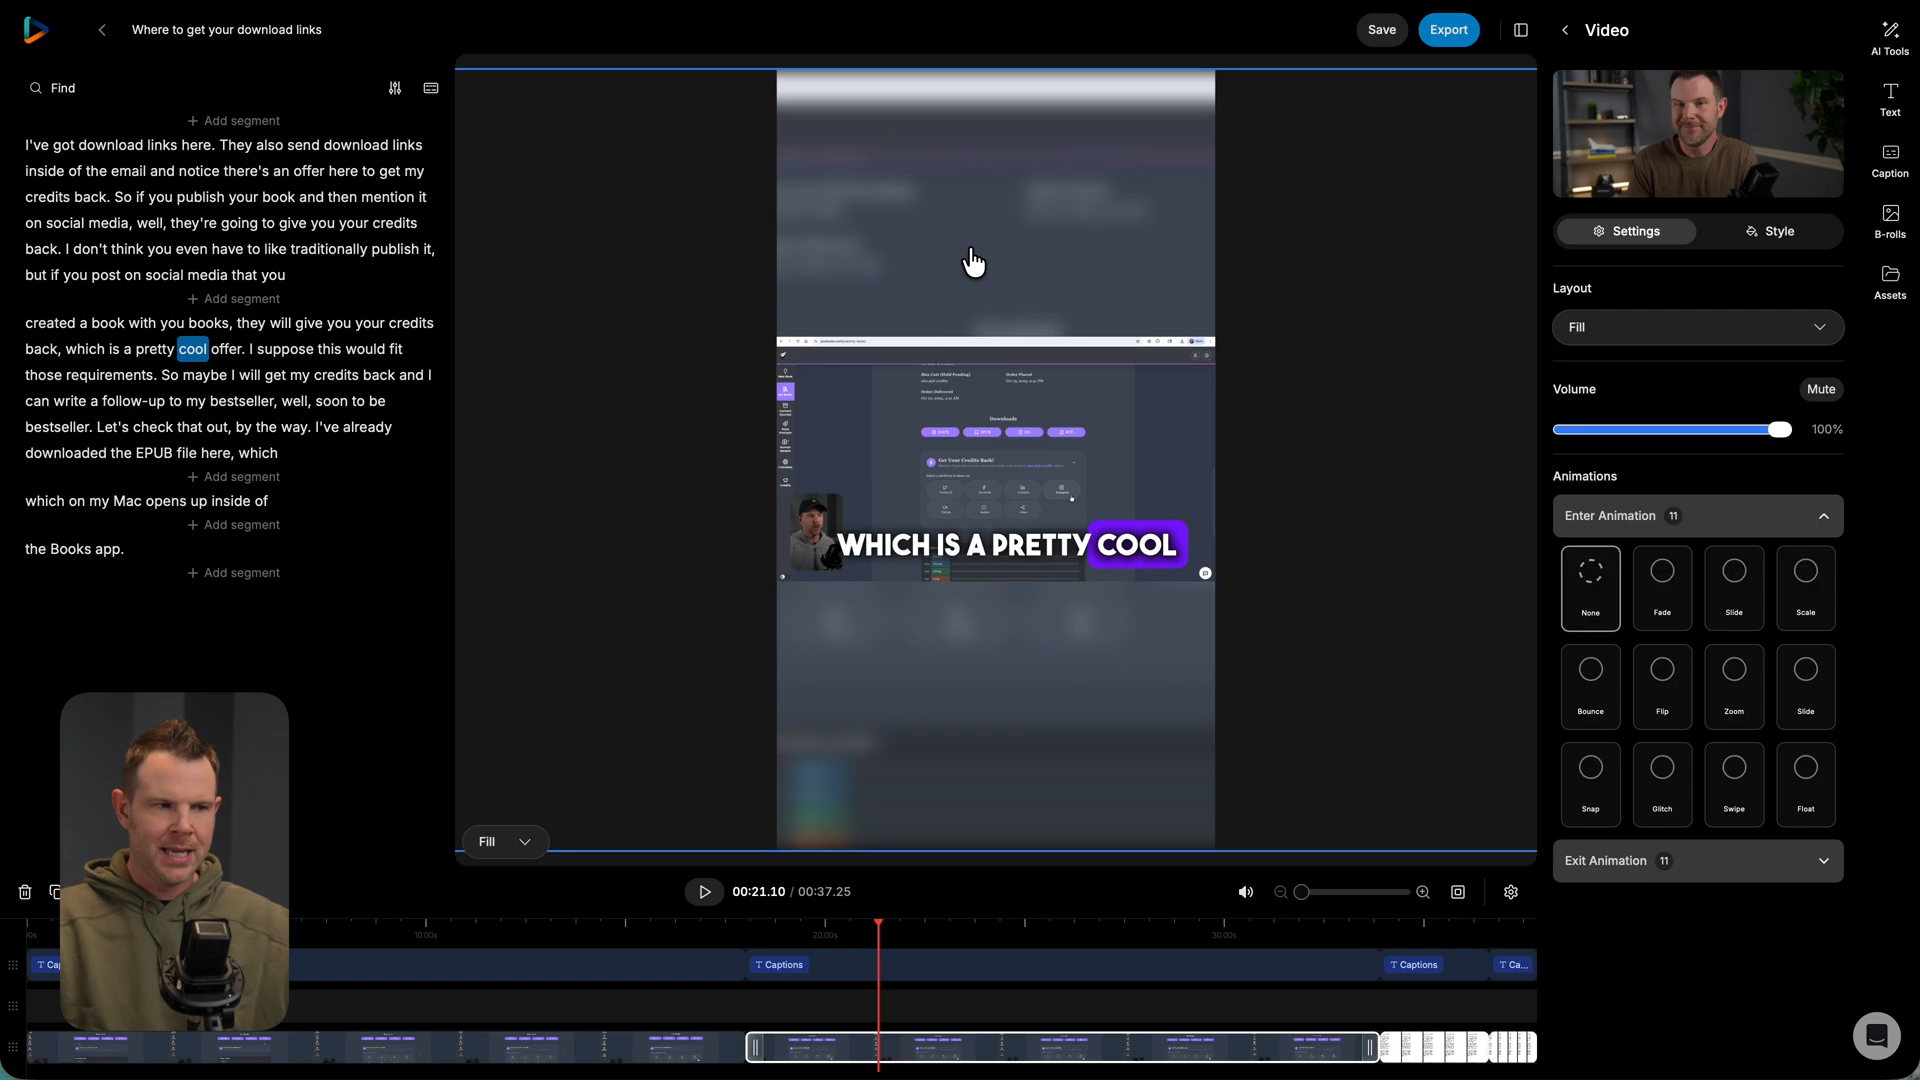 Where to get your download links
Save
Export
Video
AI Tools
Text
Caption
B-rolls
Assets
Find
+ Add segment
I've got download links here. They also send download links
inside of the email and notice there's an offer here to get my
credits back. So if you publish your book and then mention it
on social media, well, they're going to give you your credits
back. I don't think you even have to like traditionally publish it,
but if you post on social media that you
+ Add segment
created a book with you books, they will give you your credits
back, which is a pretty cool offer. I suppose this would fit
those requirements. So maybe I will get my credits back and I
can write a follow-up to my bestseller, well, soon to be
bestseller. Let's check that out, by the way. I've already
downloaded the EPUB file here, which
+ Add segment
which on my Mac opens up inside of
+ Add segment
the Books app.
+ Add segment
Order Placed
Order Delivered
Downloads
Get Your Credits Back!
WHICH IS A PRETTY COOL
Fill
Settings
Style
Layout
Fill
Volume
Mute
100%
Animations
Enter Animation 11
None
Fade
Slide
Scale
Bounce
Flip
Zoom
Slide
Snap
Glitch
Swipe
Float
Exit Animation 11
00:21.10 / 00:37.25
10.00s
20.00s
30.00s
T Captions
T Captions
T Ca...